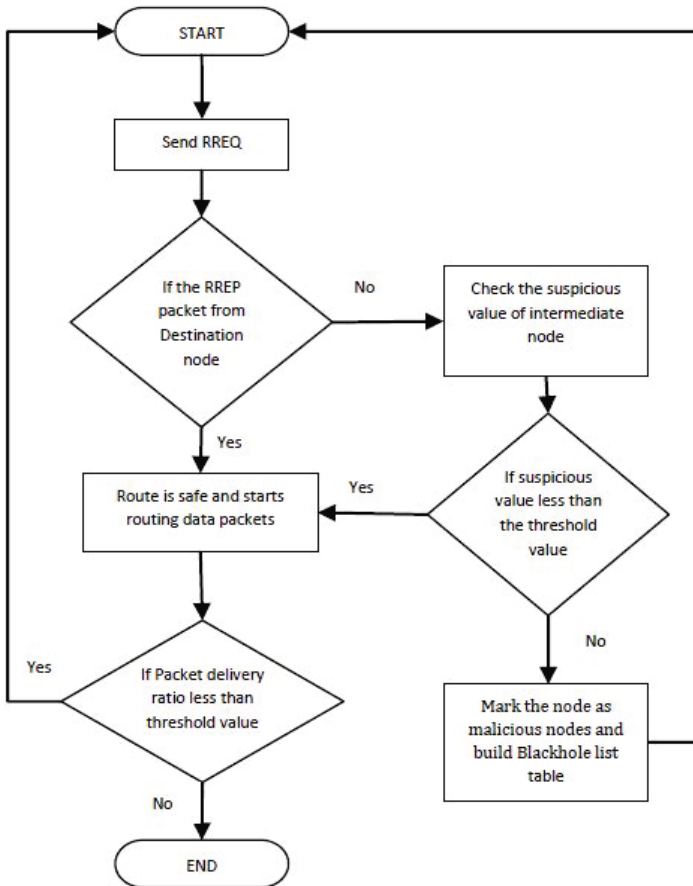 START
Send RREQ
If the RREP
packet from
Destination
node
No
Check the suspicious
value of intermediate
node
Yes
Route is safe and starts
routing data packets
Yes
If suspicious
value less than
the threshold
value
No
Yes
If Packet delivery
ratio less than
threshold value
Mark the node as
malicious nodes and
build Blackhole list
table
No
END